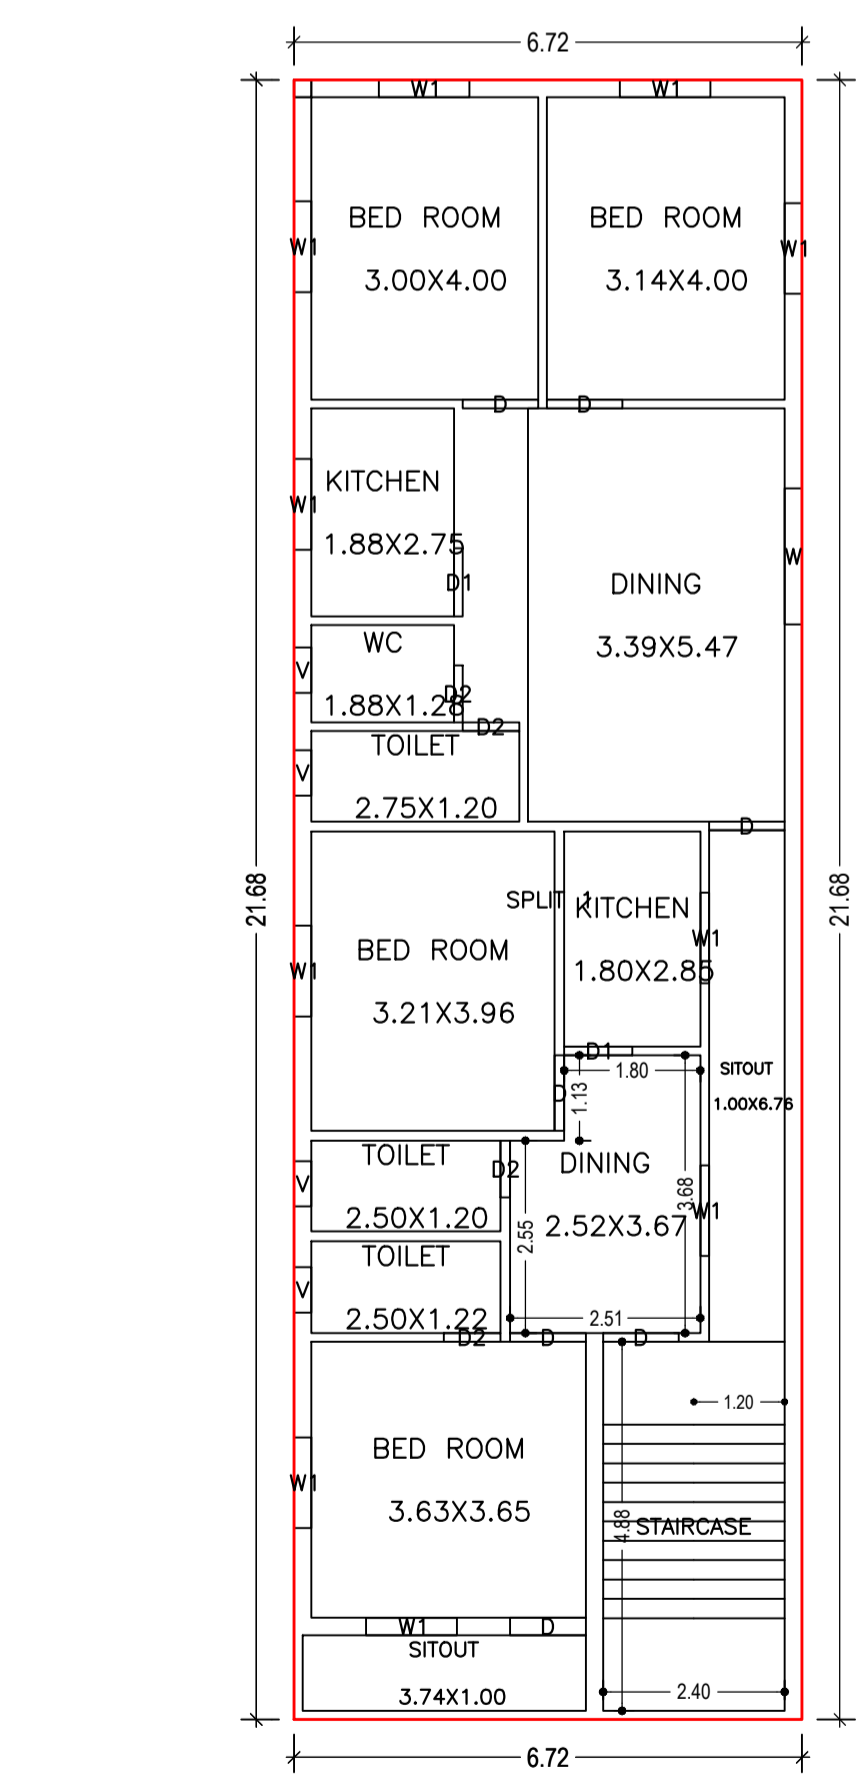 6.72
W1
W1
BED ROOM
BED ROOM
W1
W1
3.00X4.00
3.14X4.00
D
D
KITCHEN
W1
1.88X2.75
W
D1
DINING
WC
3.39X5.47
V
D2
1.88X1.28
D2
TOILET
V
2.75X1.20
D
21.68
21.68
SPLIT 1
KITCHEN
W1
BED ROOM
W1
1.80X2.85
3.21X3.96
D1
1.80
SITOUT
D
1.13
1.00X6.76
TOILET
DINING
D2
V
3.68
W1
2.50X1.20
2.52X3.67
2.55
TOILET
V
2.50X1.22
2.51
D2
D
D
1.20
BED ROOM
W1
3.63X3.65
4.88
STAIRCASE
W1
D
SITOUT
3.74X1.00
2.40
6.72